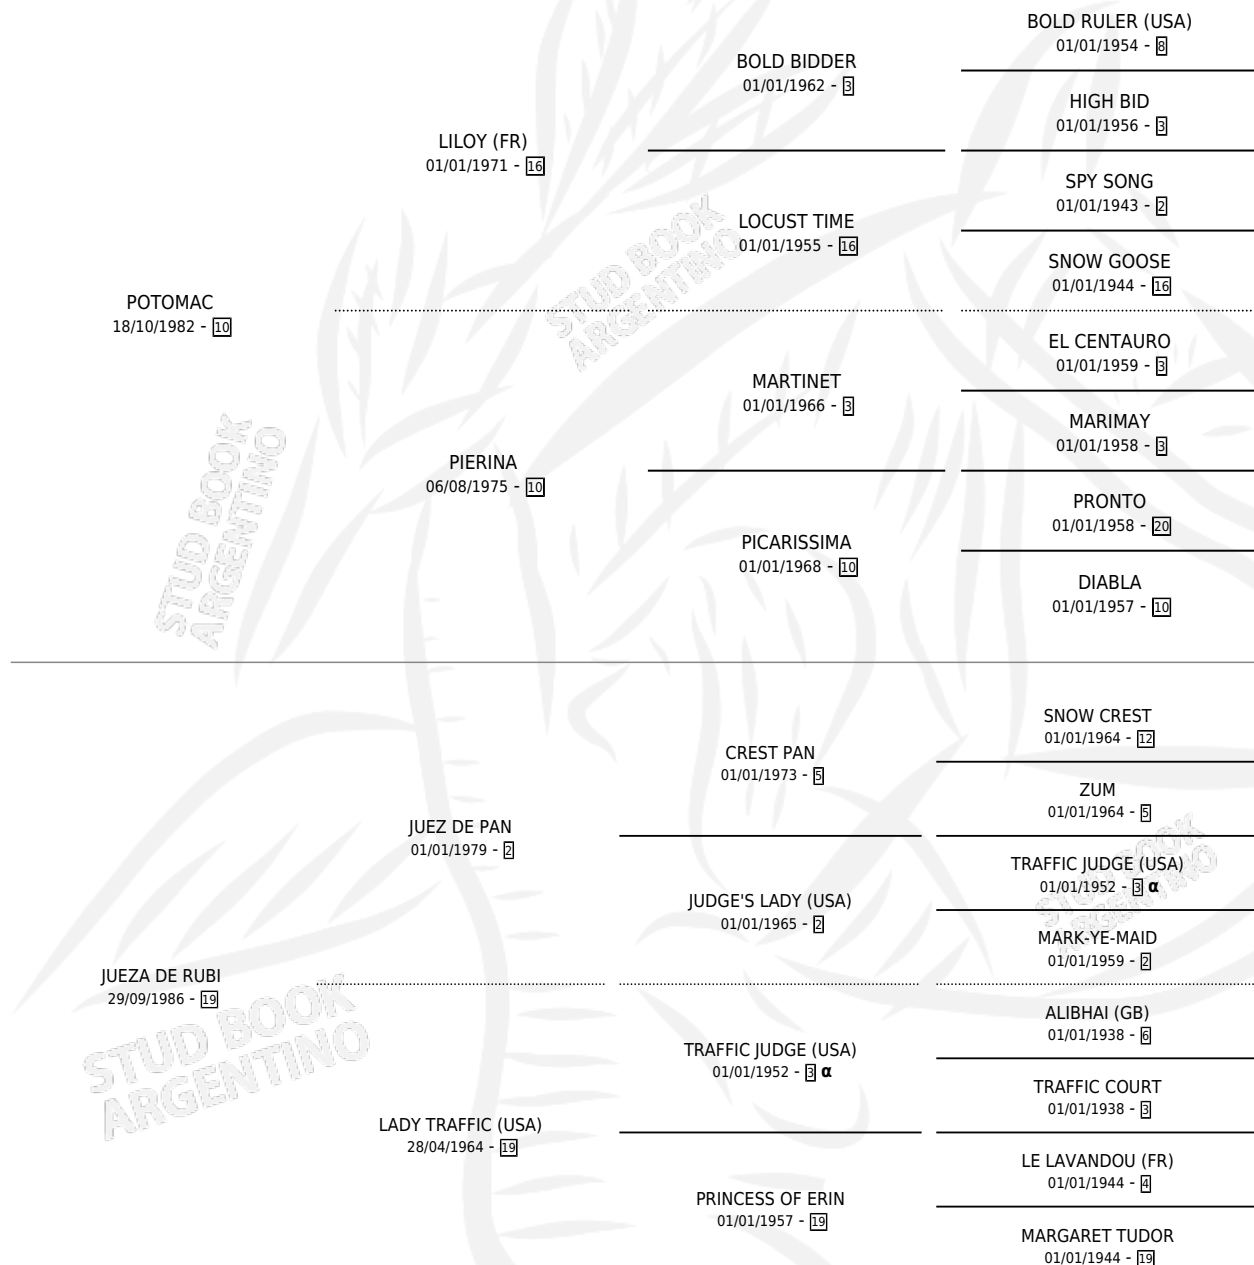 BOLD RULER (USA)
01/01/1954 - 8
BOLD BIDDER
01/01/1962 - 3
HIGH BID
01/01/1956 - 3
LILOY (FR)
01/01/1971 - 16
SPY SONG
01/01/1943 - 2
LOCUST TIME
01/01/1955 - 16
SNOW GOOSE
01/01/1944 - 16
STUD BOOK
ARGENTINO
POTOMAC
18/10/1982 - 10
EL CENTAURO
01/01/1959 - 3
MARTINET
01/01/1966 - 3
MARIMAY
01/01/1958 - 3
PIERINA
06/08/1975 - 10
PRONTO
01/01/1958 - 20
PICARISSIMA
01/01/1968 - 10
DIABLA
01/01/1957 - 10
STUD BOOK
ARGENTINO
SNOW CREST
01/01/1964 - 12
CREST PAN
01/01/1973 - 5
ZUM
01/01/1964 - 5
JUEZ DE PAN
01/01/1979 - 2
TRAFFIC JUDGE (USA)
01/01/1952 - 3 α
JUDGE'S LADY (USA)
01/01/1965 - 2
STUD BOOK
ARGENTINO
MARK-YE-MAID
01/01/1959 - 2
JUEZA DE RUBI
29/09/1986 - 19
STUD BOOK
ARGENTINO
ALIBHAI (GB)
01/01/1938 - 6
TRAFFIC JUDGE (USA)
01/01/1952 - 3 α
TRAFFIC COURT
01/01/1938 - 3
LADY TRAFFIC (USA)
28/04/1964 - 19
LE LAVANDOU (FR)
01/01/1944 - 4
PRINCESS OF ERIN
01/01/1957 - 19
MARGARET TUDOR
01/01/1944 - 19